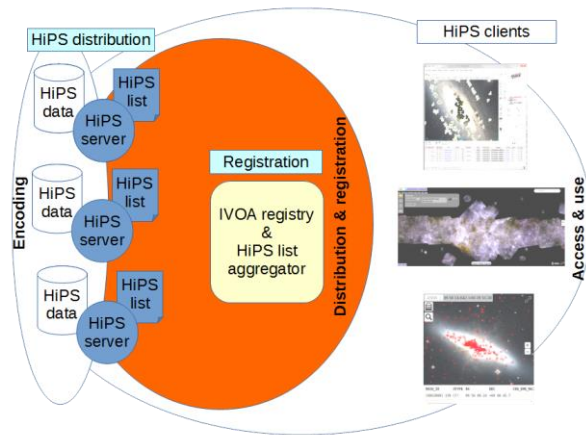 HiPS distribution
HiPS clients
HiPS
data
HiPS
list
HiPS
server
HiPS
data
HiPS
list
HiPS
server
HiPS
data
HiPS
list
HiPS
server
Encoding
Registration
IVOA registry
&
HiPS list
aggregator
Distribution & registration
Access & use